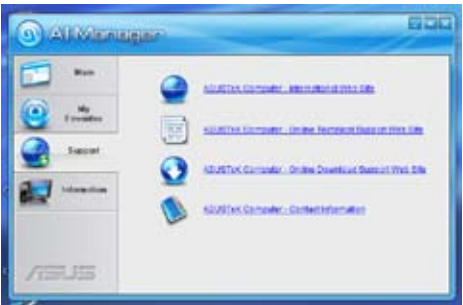 AI Manager
Main
My
Favorites
Support
Information
ASUSTeK Computer - International Web Site
ASUSTeK Computer - Online Technical Support Web Site
ASUSTeK Computer - Online Download Support Web Site
ASUSTeK Computer - Contact Information
ASUS